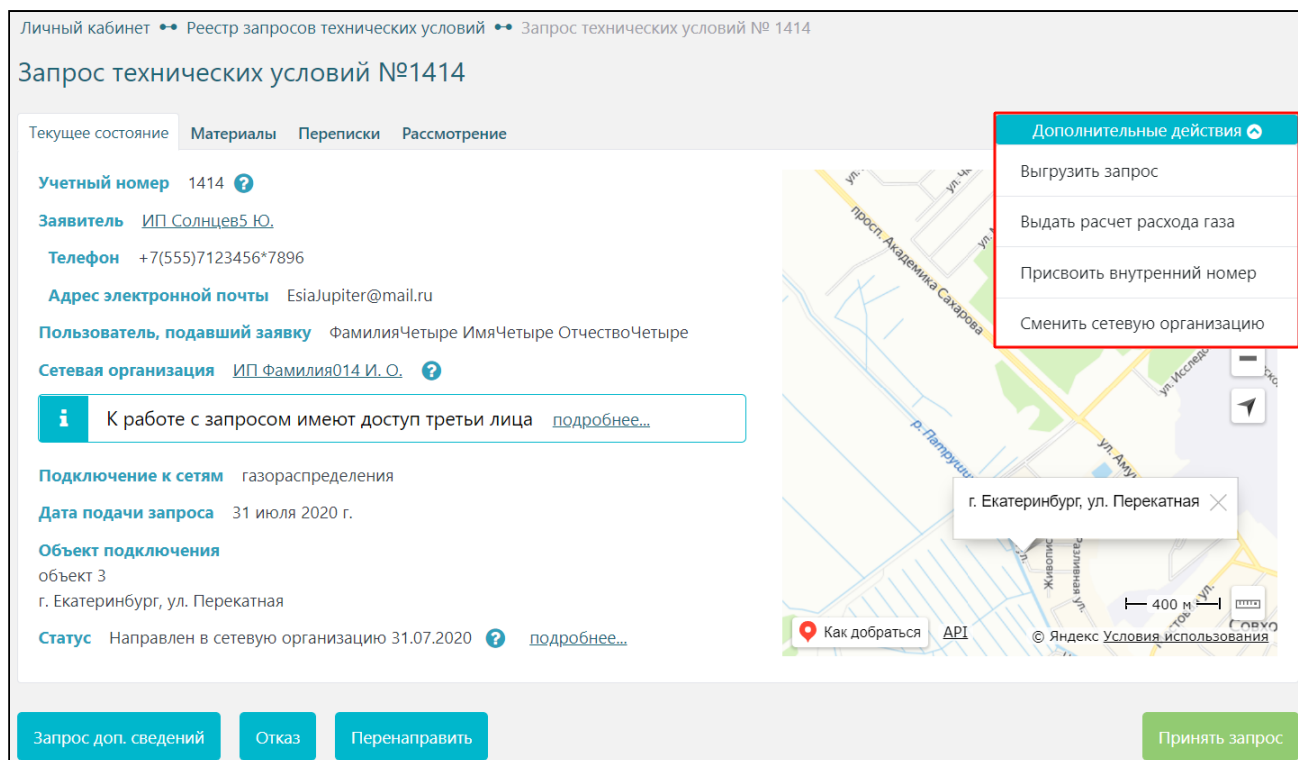 Личный кабинет Реестр запросов технических условий Запрос технических условий № 1414
Запрос технических условий №1414
Текущее состояние Материалы Переписки Рассмотрение
Дополнительные действия
Выгрузить запрос
Выдать расчет расхода газа
Присвоить внутренний номер
Сменить сетевую организацию
Учетный номер 1414 ?
Заявитель ИП Солнцев5 Ю.
Телефон +7(555)7123456*7896
Адрес электронной почты EsiaJupiter@mail.ru
Пользователь, подавший заявку ФамилияЧетыре ИмяЧетыре ОтчествоЧетыре
Сетевая организация ИП Фамилия014 И. О. ?
i К работе с запросом имеют доступ третьи лица подробнее...
Подключение к сетям газораспределения
Дата подачи запроса 31 июля 2020 г.
Объект подключения
объект 3
г. Екатеринбург, ул. Перекатная
Статус Направлен в сетевую организацию 31.07.2020 ? подробнее...
просп. Академика Сахарова
г. Екатеринбург, ул. Перекатная
Разливная ул.
400 м
Как добраться API
© Яндекс Условия использования
Запрос доп. сведений Отказ Перенаправить Принять запрос